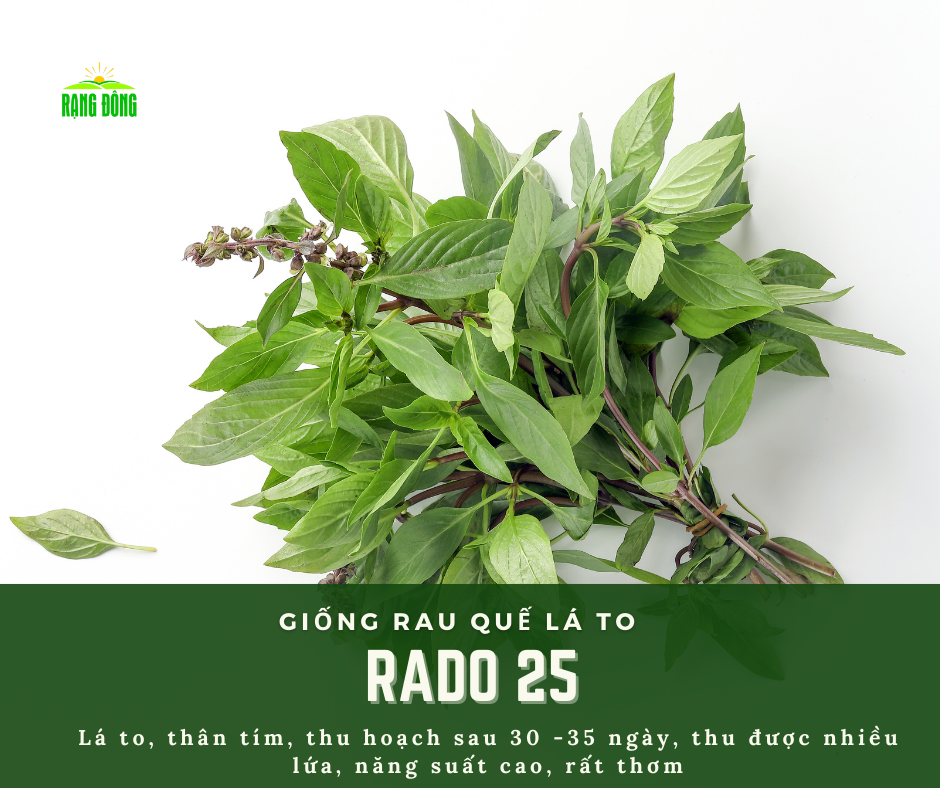 RẠNG ĐÔNG
GIỐNG RAU QUẾ LÁ TO
RADO 25
Lá to, thân tím, thu hoạch sau 30 -35 ngày, thu được nhiều
lứa, năng suất cao, rất thơm